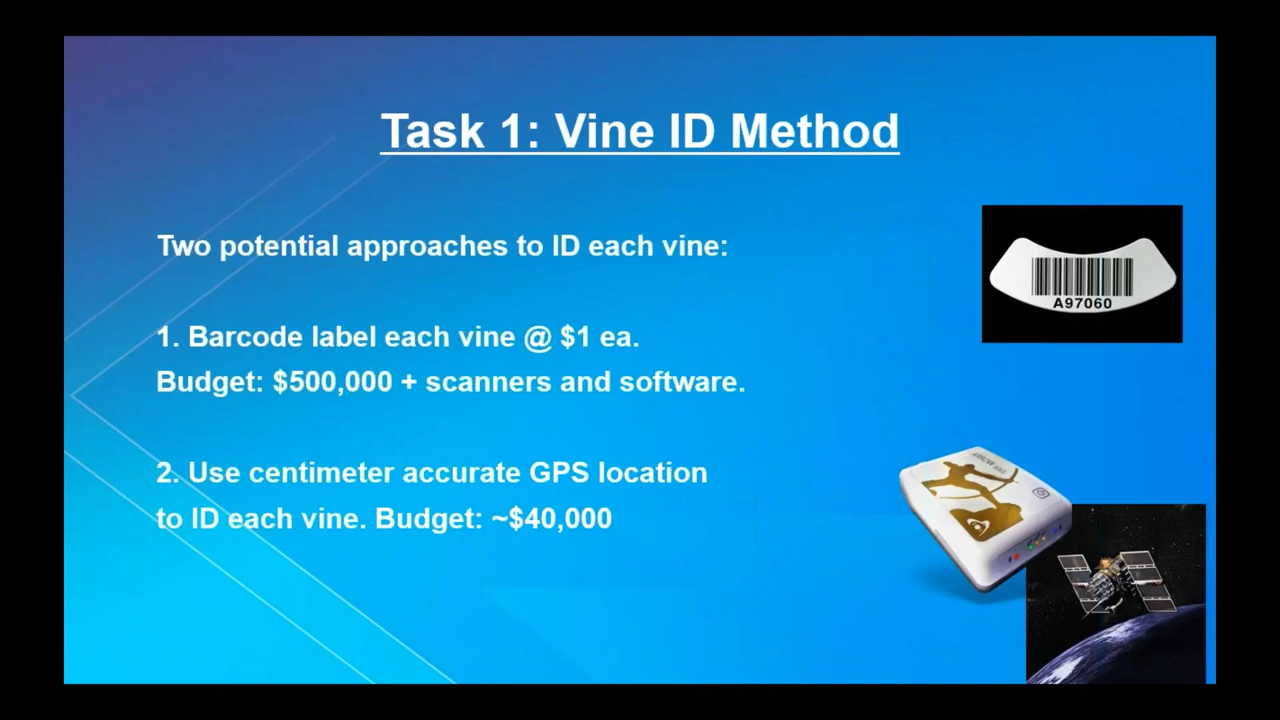 Task 1: Vine ID Method
Two potential approaches to ID each vine:
1. Barcode label each vine @ $1 ea.
Budget: $500,000 + scanners and software.
2. Use centimeter accurate GPS location
to ID each vine. Budget: ~$40,000
A97060